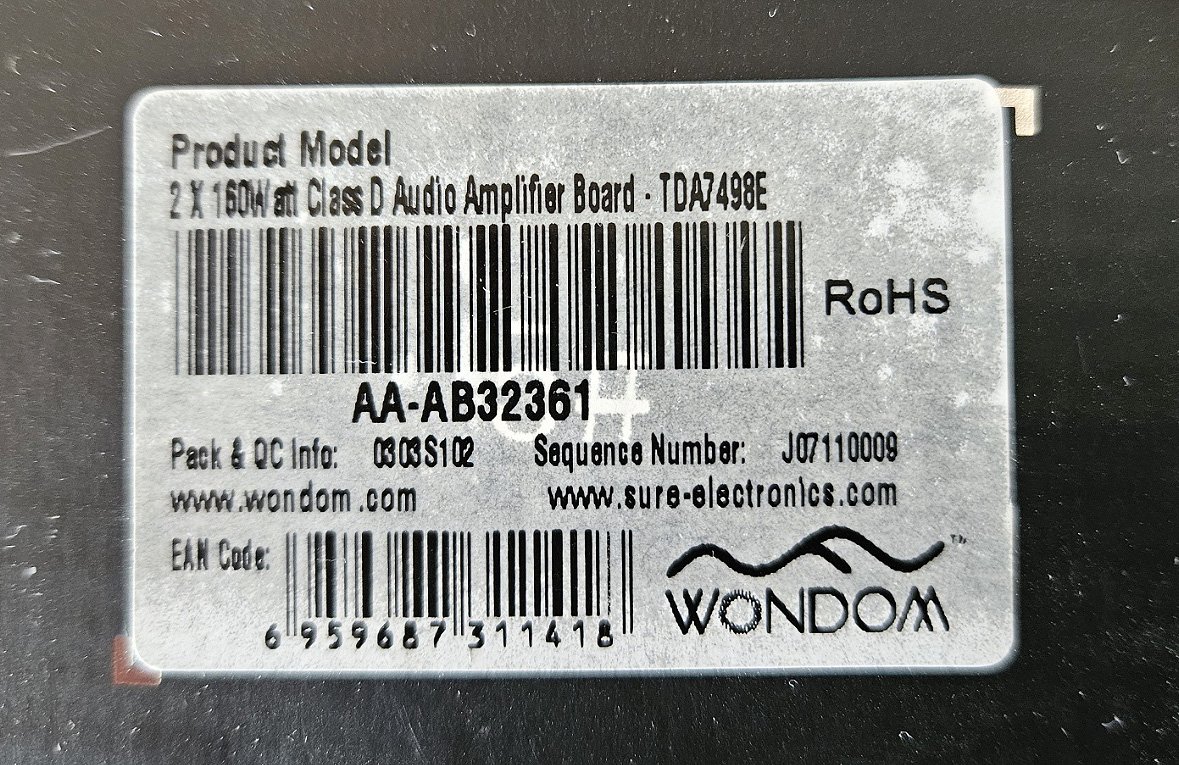 Product Model
2 X 160Watt Class D Audio Amplifier Board - TDA7498E
RoHS
AA-AB32361
Pack & QC Info: 0303S102 Sequence Number: J07110009
www.wondom.com www.sure-electronics.com
EAN Code:
6 959687 311418
WONDOM™